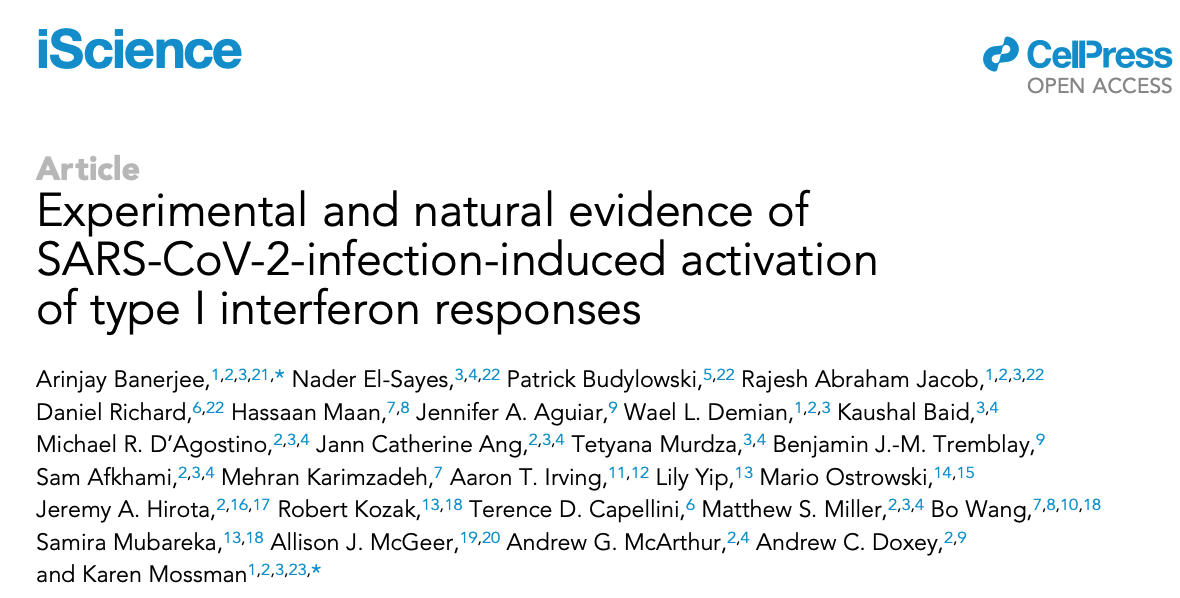 iScience
CellPress
OPEN ACCESS
Article
Experimental and natural evidence of
SARS-CoV-2-infection-induced activation
of type I interferon responses
Arinjay Banerjee,1,2,3,21,* Nader El-Sayes,3,4,22 Patrick Budylowski,5,22 Rajesh Abraham Jacob,1,2,3,22
Daniel Richard,6,22 Hassaan Maan,7,8 Jennifer A. Aguiar,9 Wael L. Demian,1,2,3 Kaushal Baid,3,4
Michael R. D’Agostino,2,3,4 Jann Catherine Ang,2,3,4 Tetyana Murdza,3,4 Benjamin J.-M. Tremblay,9
Sam Afkhami,2,3,4 Mehran Karimzadeh,7 Aaron T. Irving,11,12 Lily Yip,13 Mario Ostrowski,14,15
Jeremy A. Hirota,2,16,17 Robert Kozak,13,18 Terence D. Capellini,6 Matthew S. Miller,2,3,4 Bo Wang,7,8,10,18
Samira Mubareka,13,18 Allison J. McGeer,19,20 Andrew G. McArthur,2,4 Andrew C. Doxey,2,9
and Karen Mossman1,2,3,23,*